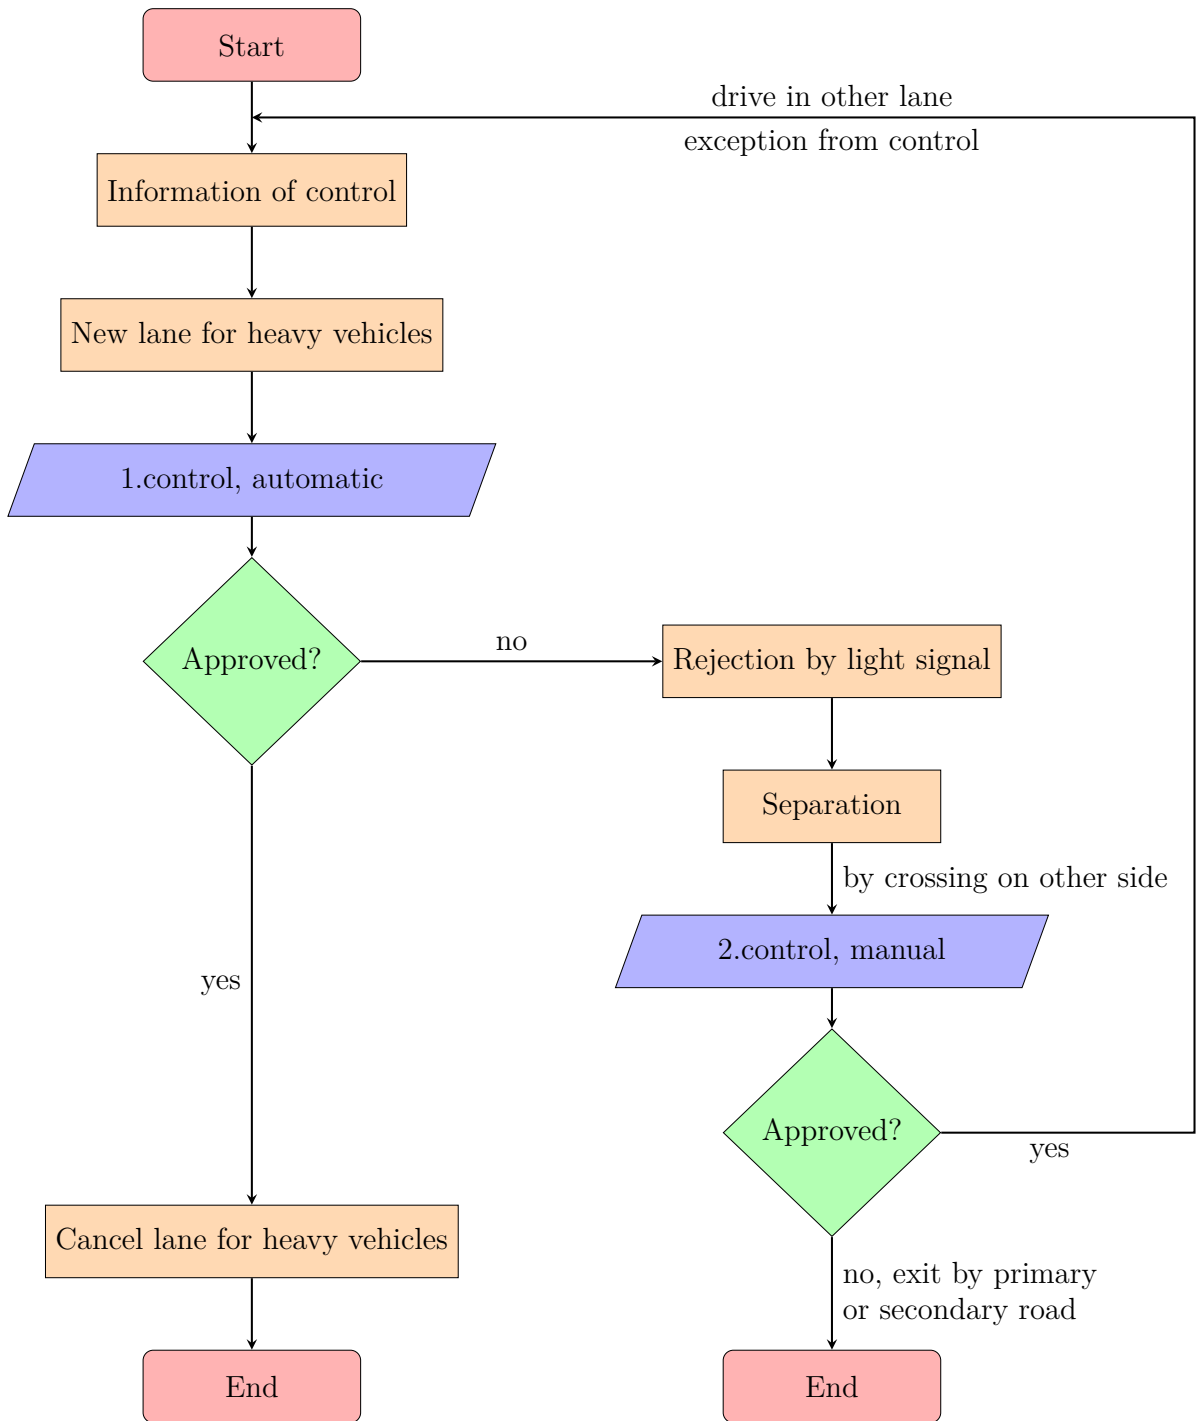 Start
drive in other lane
exception from control
Information of control
New lane for heavy vehicles
1.control, automatic
Approved?
no
Rejection by light signal
Separation
by crossing on other side
2.control, manual
yes
Approved?
yes
Cancel lane for heavy vehicles
no, exit by primary
or secondary road
End
End